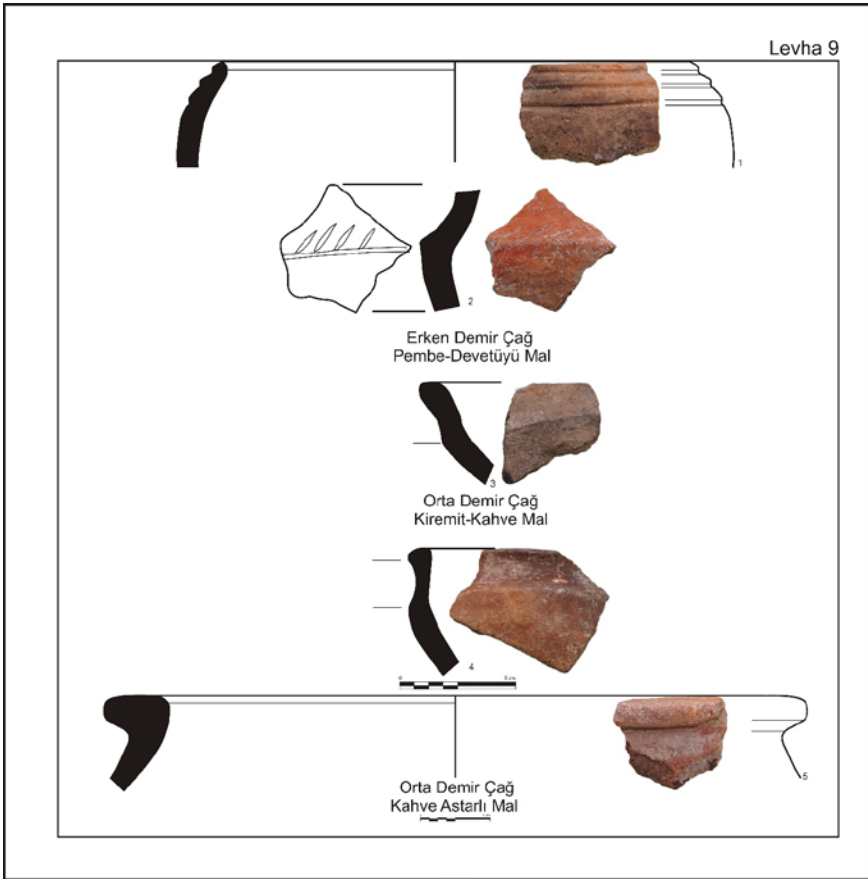 Levha 9
1
2
Erken Demir Çağ
Pembe-Devetüyü Mal
3
Orta Demir Çağ
Kiremit-Kahve Mal
4
0
5
Orta Demir Çağ
Kahve Astarlı Mal